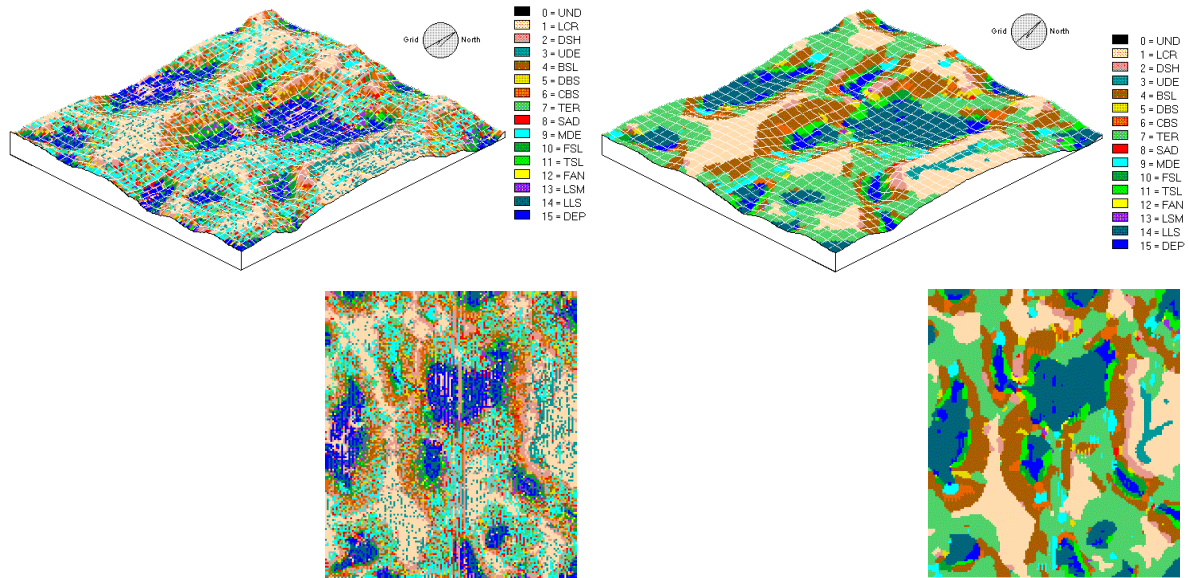 Grid North
0 = UND
1 = LCR
2 = DSH
3 = UDE
4 = BSL
5 = DBS
6 = CBS
7 = TER
8 = SAD
9 = MDE
10 = FSL
11 = TSL
12 = FAN
13 = LSM
14 = LLS
15 = DEP
Grid North
0 = UND
1 = LCR
2 = DSH
3 = UDE
4 = BSL
5 = DBS
6 = CBS
7 = TER
8 = SAD
9 = MDE
10 = FSL
11 = TSL
12 = FAN
13 = LSM
14 = LLS
15 = DEP